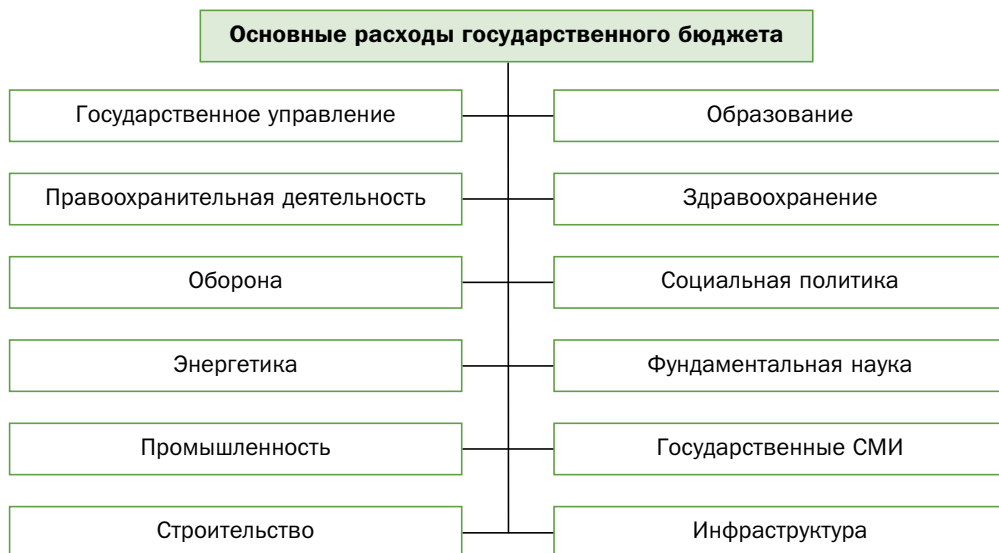 Основные расходы государственного бюджета
Государственное управление
Образование
Правоохранительная деятельность
Здравоохранение
Оборона
Социальная политика
Энергетика
Фундаментальная наука
Промышленность
Государственные СМИ
Строительство
Инфраструктура